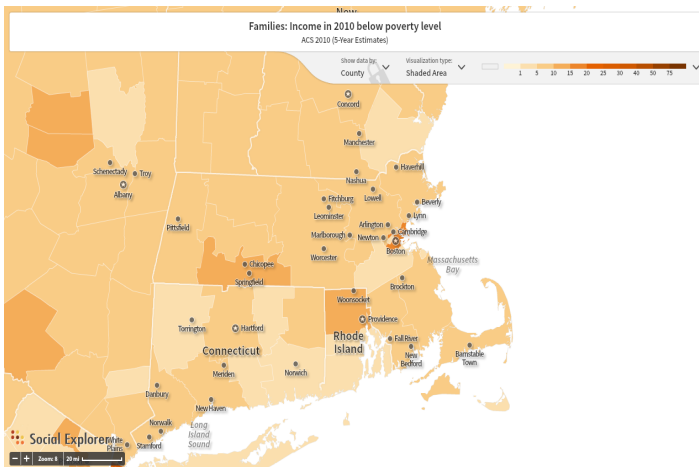 New
Families: Income in 2010 below poverty level
ACS 2010 (5-Year Estimates)
Show data by:
County
Visualization type:
Shaded Area
1 5 10 15 20 25 30 40 50 75
Concord
Manchester
Schenectady
Troy
Albany
Haverhill
Nashua
Lowell
Fitchburg
Leominster
Beverly
Lynn
Pittsfield
Arlington
Cambridge
Marlborough
Newton
Boston
Worcester
Massachusetts
Bay
Chicopee
Springfield
Brockton
Woonsocket
Torrington
Hartford
Providence
Rhode
Island
Connecticut
Fall River
New
Bedford
Barnstable
Town
Meriden
Norwich
Danbury
New Haven
Norwalk
Long
Island
Sound
Social Explorer
White
Plains
Stamford
Zoom: 8
20 mi